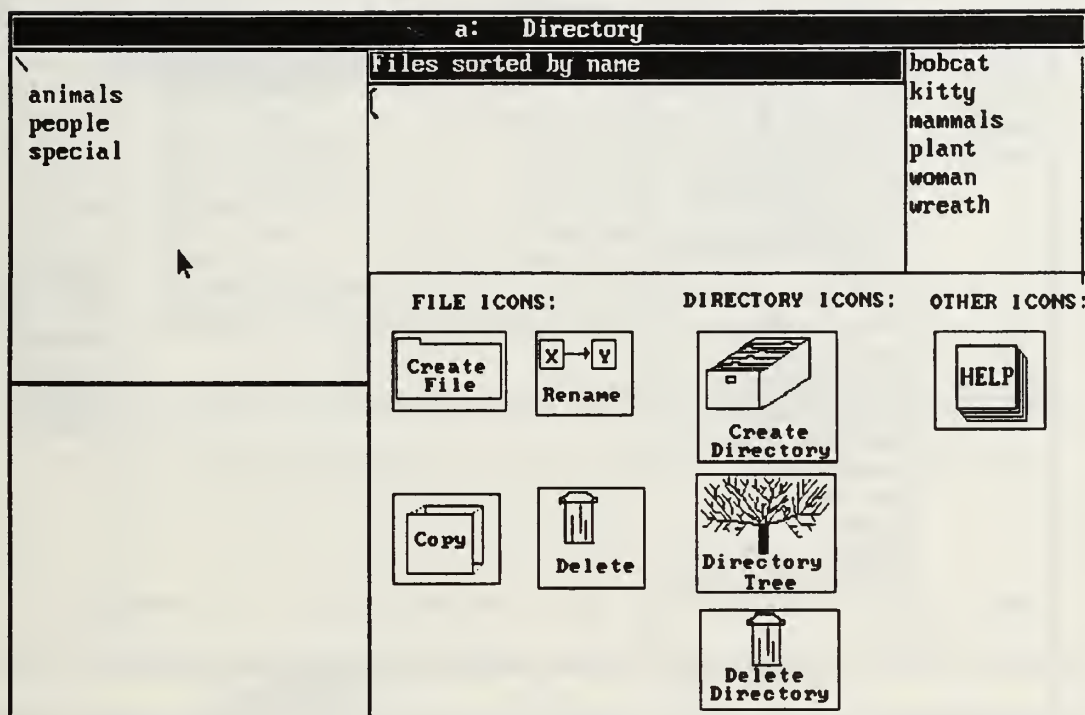 a: Directory
\
animals
people
special
Files sorted by name
bobcat
kitty
mammals
plant
woman
wreath
FILE ICONS:
DIRECTORY ICONS:
OTHER ICONS:
Create
File
X → Y
Rename
Create
Directory
HELP
Copy
Delete
Directory
Tree
Delete
Directory